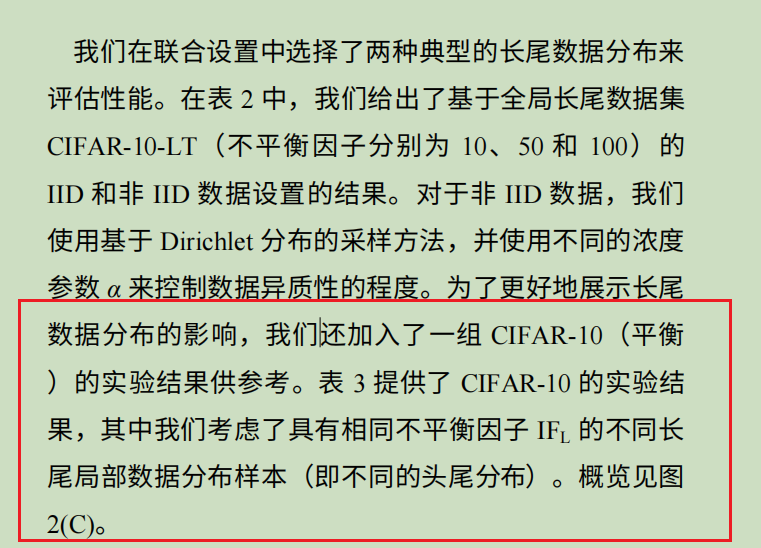 我们在联合设置中选择了两种典型的长尾数据分布来
评估性能。在表 2 中，我们给出了基于全局长尾数据集
CIFAR-10-LT（不平衡因子分别为 10、50 和 100）的
IID 和非 IID 数据设置的结果。对于非 IID 数据，我们
使用基于 Dirichlet 分布的采样方法，并使用不同的浓度
参数 α 来控制数据异质性的程度。为了更好地展示长尾
数据分布的影响，我们还加入了一组 CIFAR-10（平衡
）的实验结果供参考。表 3 提供了 CIFAR-10 的实验结
果，其中我们考虑了具有相同不平衡因子 IFL 的不同长
尾局部数据分布样本（即不同的头尾分布）。概览见图
2(C)。